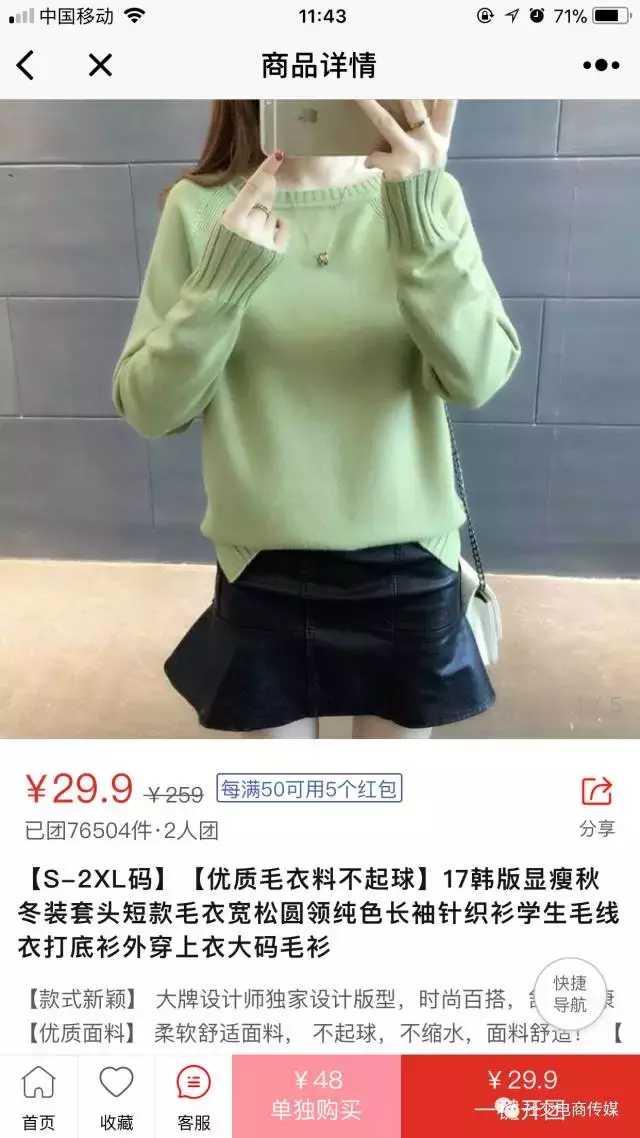 中国移动 11:43 71%
商品详情
1/5
¥29.9 ¥259 每满50可用5个红包
已团76504件·2人团
分享
【S-2XL码】【优质毛衣料不起球】17韩版显瘦秋
冬装套头短款毛衣宽松圆领纯色长袖针织衫学生毛线
衣打底衫外穿上衣大码毛衫
快捷
导航
【款式新颖】 大牌设计师独家设计版型，时尚百搭，
【优质面料】 柔软舒适面料， 不起球，不缩水，面料舒适！ 【
首页
收藏
客服
¥48
单独购买
¥29.9
一键开团
社交电商传媒